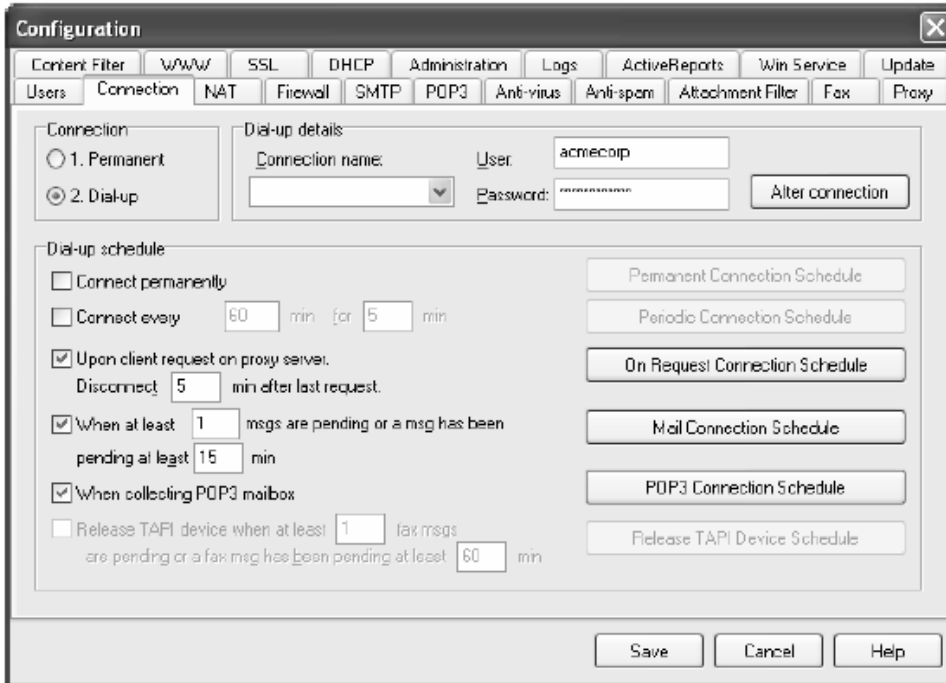 Configuration
Content Filter WWW SSL DHCP Administration Logs ActiveReports Win Service Update
Users Connection NAT Firewall SMTP POP3 Anti-virus Anti-spam Attachment Filter Fax Proxy
Connection
1. Permanent
2. Dial-up
Dial-up details
Connection name:
User:
acmecorp
Password:
Alter connection
Dial-up schedule
Connect permanently
Permanent Connection Schedule
Connect every 60 min for 5 min
Periodic Connection Schedule
Upon client request on proxy server.
Disconnect 5 min after last request.
On Request Connection Schedule
When at least 1 msgs are pending or a msg has been
pending at least 15 min
Mail Connection Schedule
When collecting POP3 mailbox
POP3 Connection Schedule
Release TAPI device when at least 1 fax msgs
are pending or a fax msg has been pending at least 60 min
Release TAPI Device Schedule
Save Cancel Help